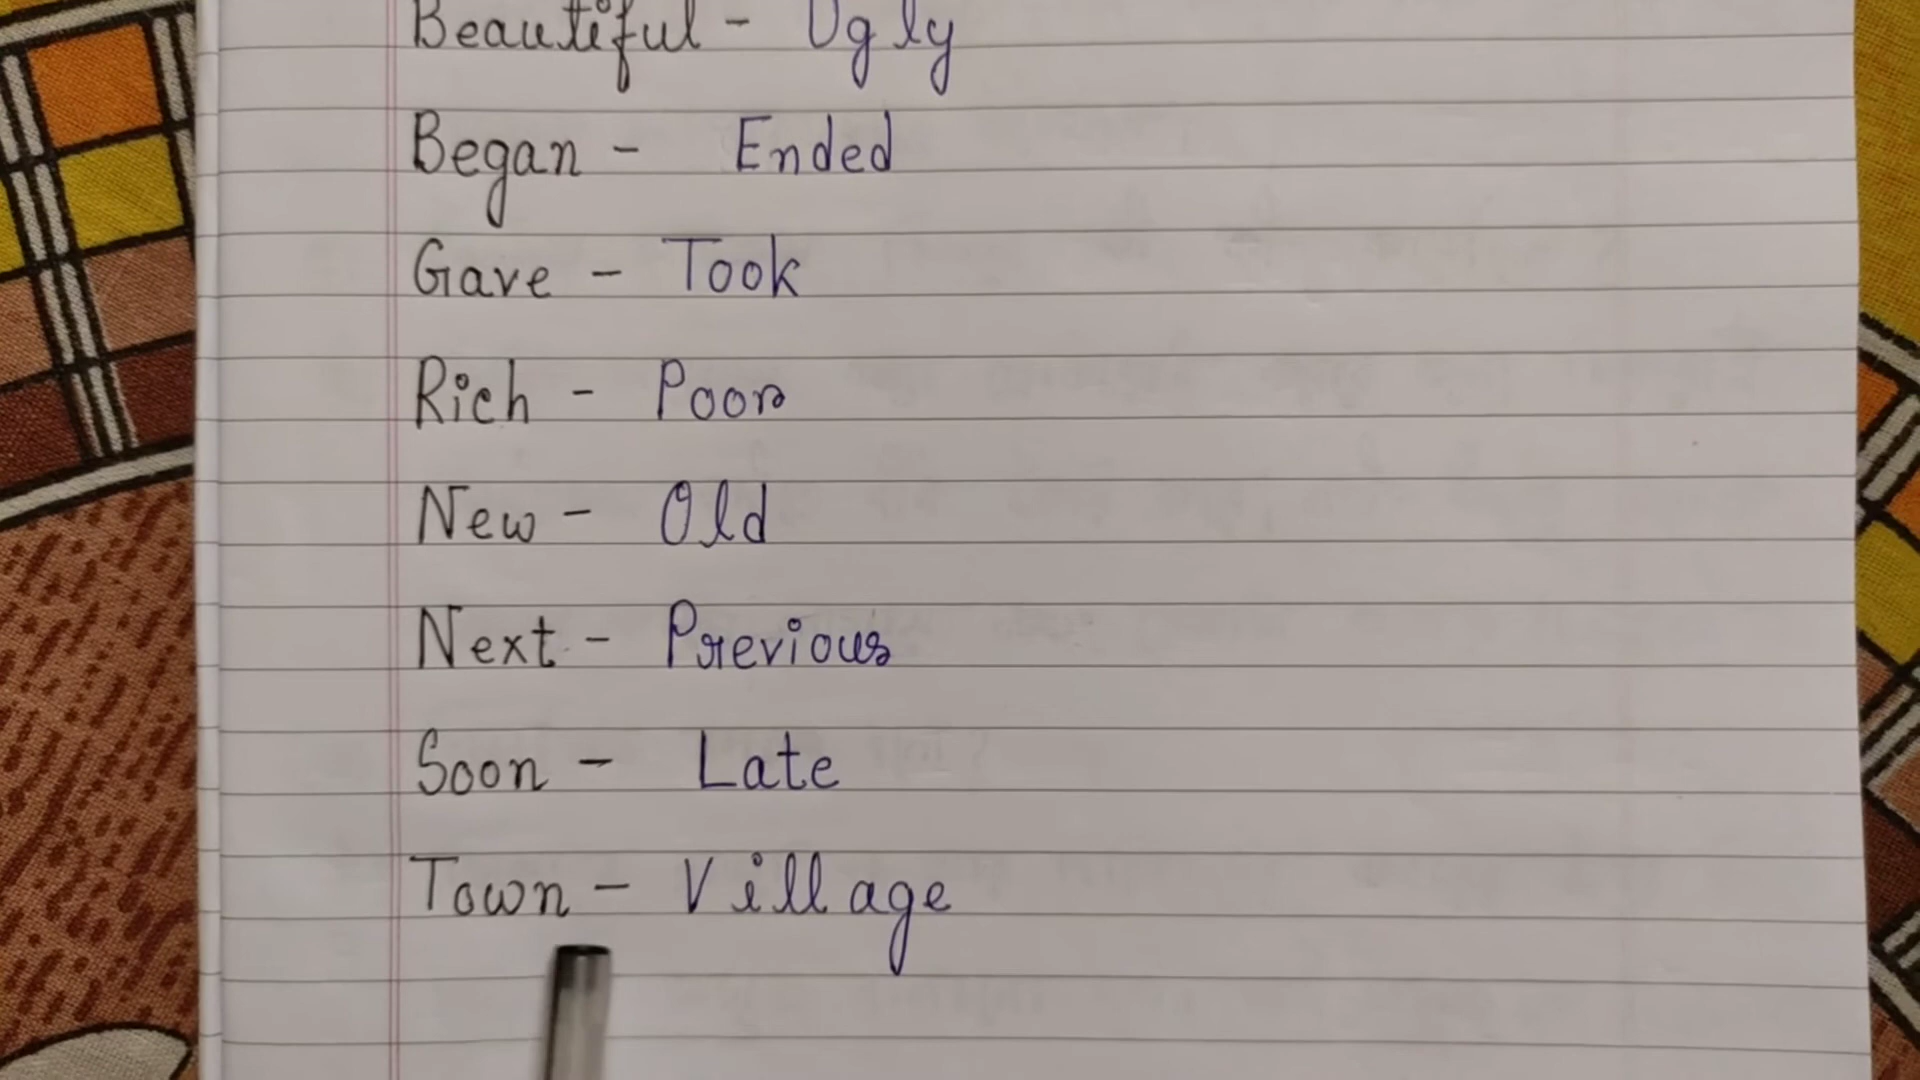 Beautiful - Ugly
Began - Ended
Gave - Took
Rich - Poor
New - Old
Next - Previous
Soon - Late
Town - Village